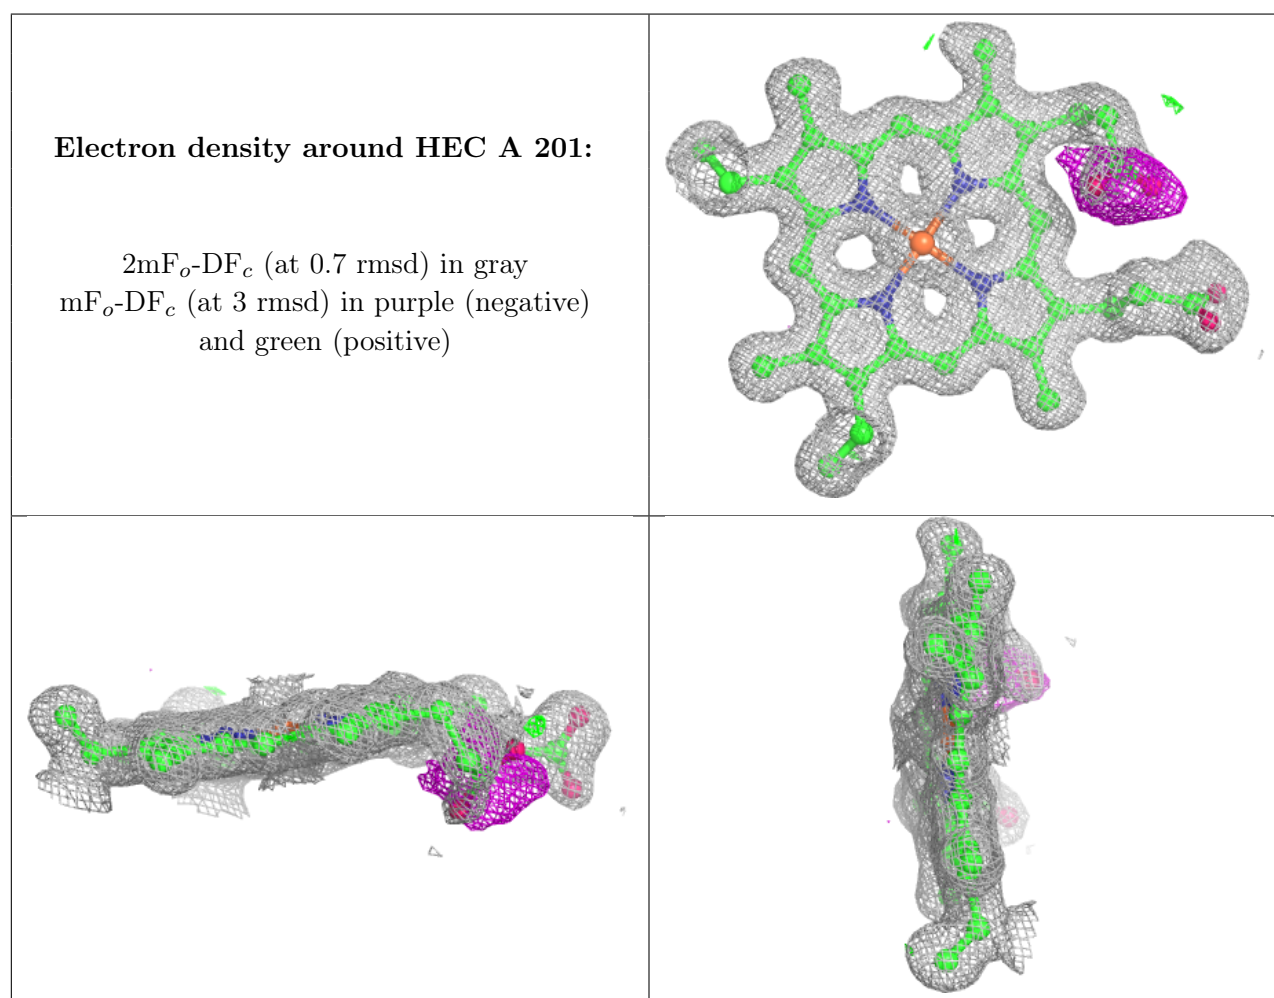 Electron density around HEC A 201:
2mFₒ-DF𝒸 (at 0.7 rmsd) in gray
mFₒ-DF𝒸 (at 3 rmsd) in purple (negative)
and green (positive)